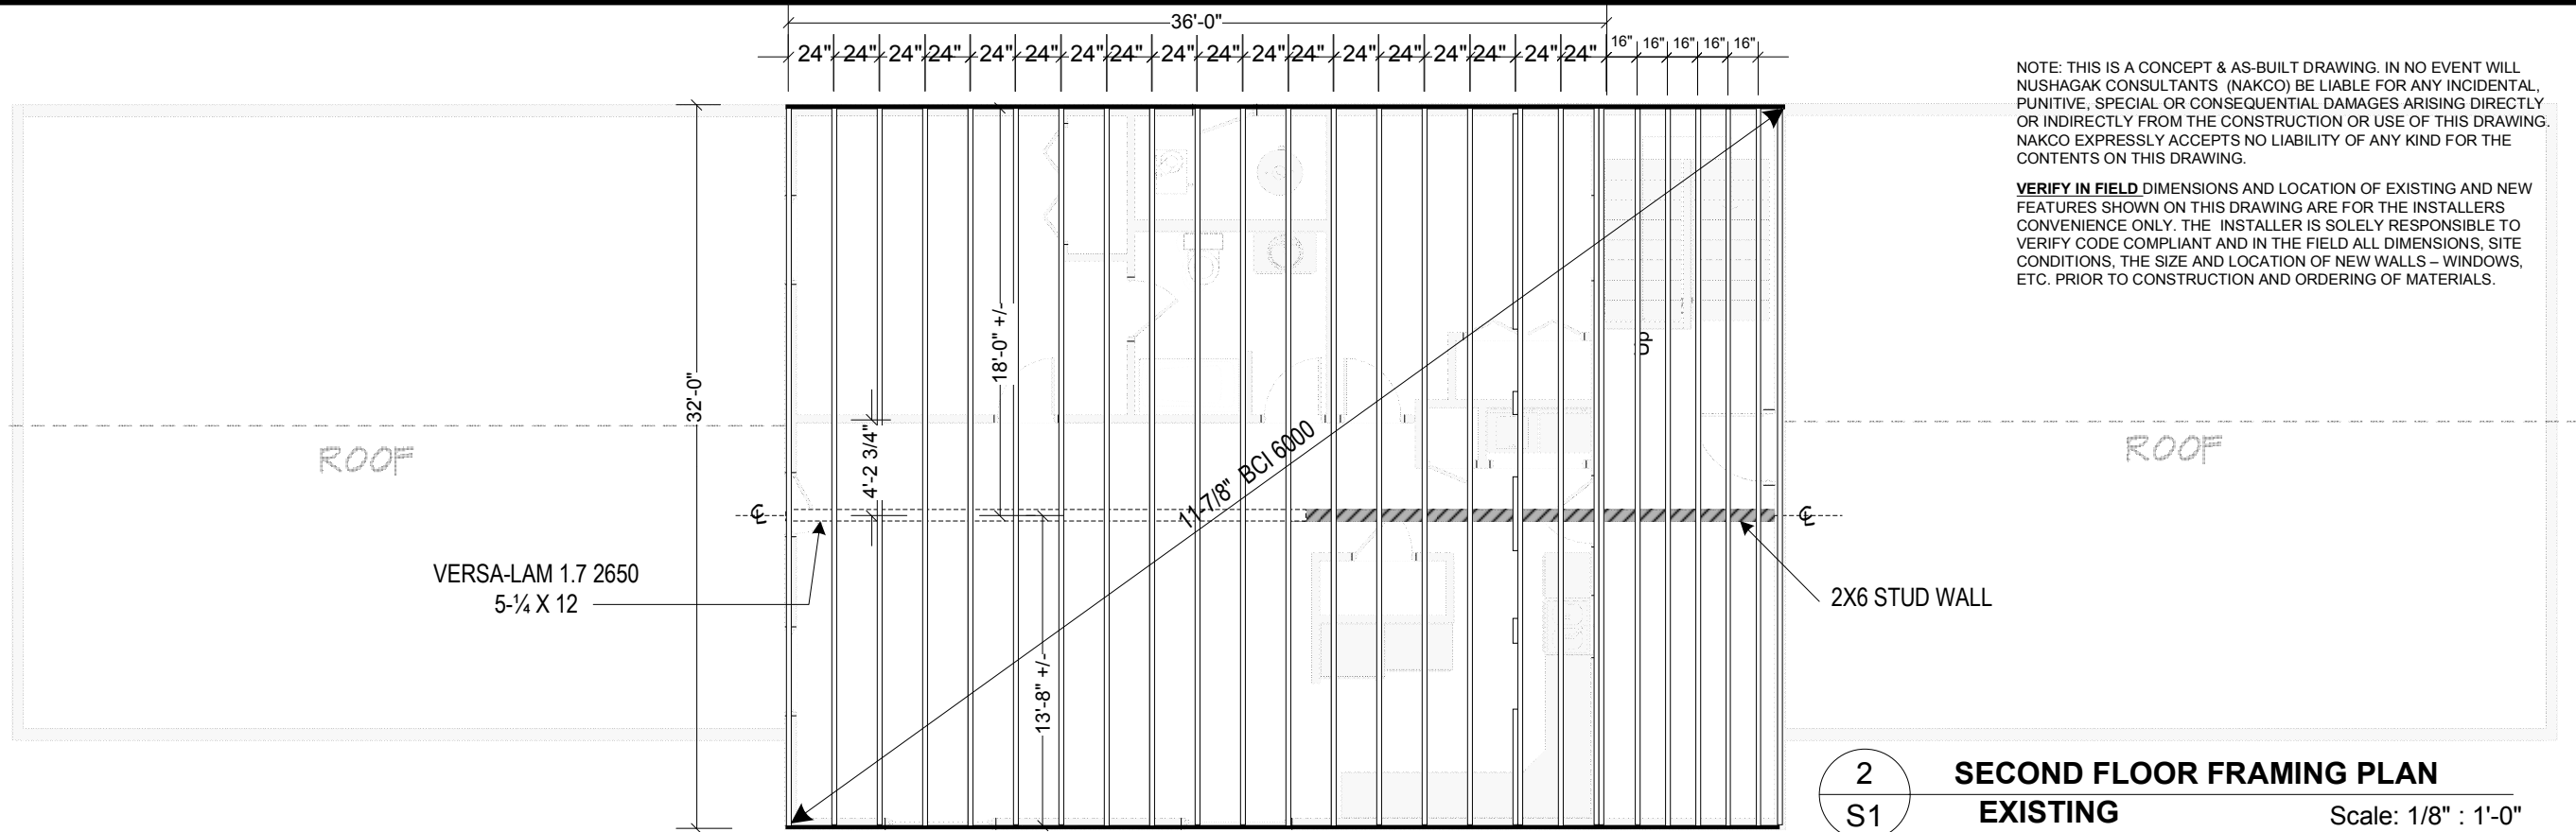 36'-0"
24" 24" 24" 24" 24" 24" 24" 24" 24" 24" 24" 24" 24" 24" 24" 24" 24" 24" 16" 16" 16" 16" 16"
NOTE: THIS IS A CONCEPT & AS-BUILT DRAWING. IN NO EVENT WILL
NUSHAGAK CONSULTANTS (NAKCO) BE LIABLE FOR ANY INCIDENTAL,
PUNITIVE, SPECIAL OR CONSEQUENTIAL DAMAGES ARISING DIRECTLY
OR INDIRECTLY FROM THE CONSTRUCTION OR USE OF THIS DRAWING.
NAKCO EXPRESSLY ACCEPTS NO LIABILITY OF ANY KIND FOR THE
CONTENTS ON THIS DRAWING.
VERIFY IN FIELD DIMENSIONS AND LOCATION OF EXISTING AND NEW
FEATURES SHOWN ON THIS DRAWING ARE FOR THE INSTALLERS
CONVENIENCE ONLY. THE INSTALLER IS SOLELY RESPONSIBLE TO
VERIFY CODE COMPLIANT AND IN THE FIELD ALL DIMENSIONS, SITE
CONDITIONS, THE SIZE AND LOCATION OF NEW WALLS – WINDOWS,
ETC. PRIOR TO CONSTRUCTION AND ORDERING OF MATERIALS.
32'-0"
18'-0" +/-
Up
4'-2 3/4"
ROOF
11-7/8" BCI 6000
ROOF
℄
℄
VERSA-LAM 1.7 2650
5-¼ X 12
2X6 STUD WALL
13'-8" +/-
2
S1
SECOND FLOOR FRAMING PLAN
EXISTING
Scale: 1/8" : 1'-0"